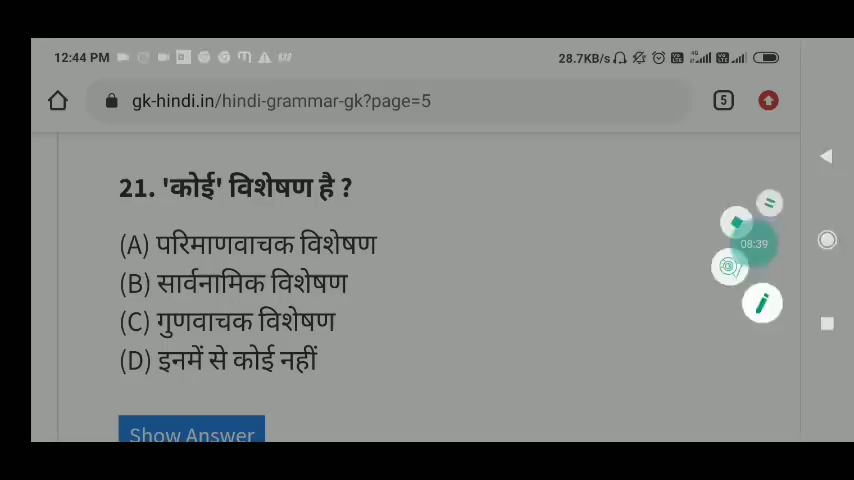 12:44 PM 28.7KB/s
gk-hindi.in/hindi-grammar-gk?page=5 5
21. 'कोई' विशेषण है ?
(A) परिमाणवाचक विशेषण
08:39
(B) सार्वनामिक विशेषण
(C) गुणवाचक विशेषण
(D) इनमें से कोई नहीं
Show Answer